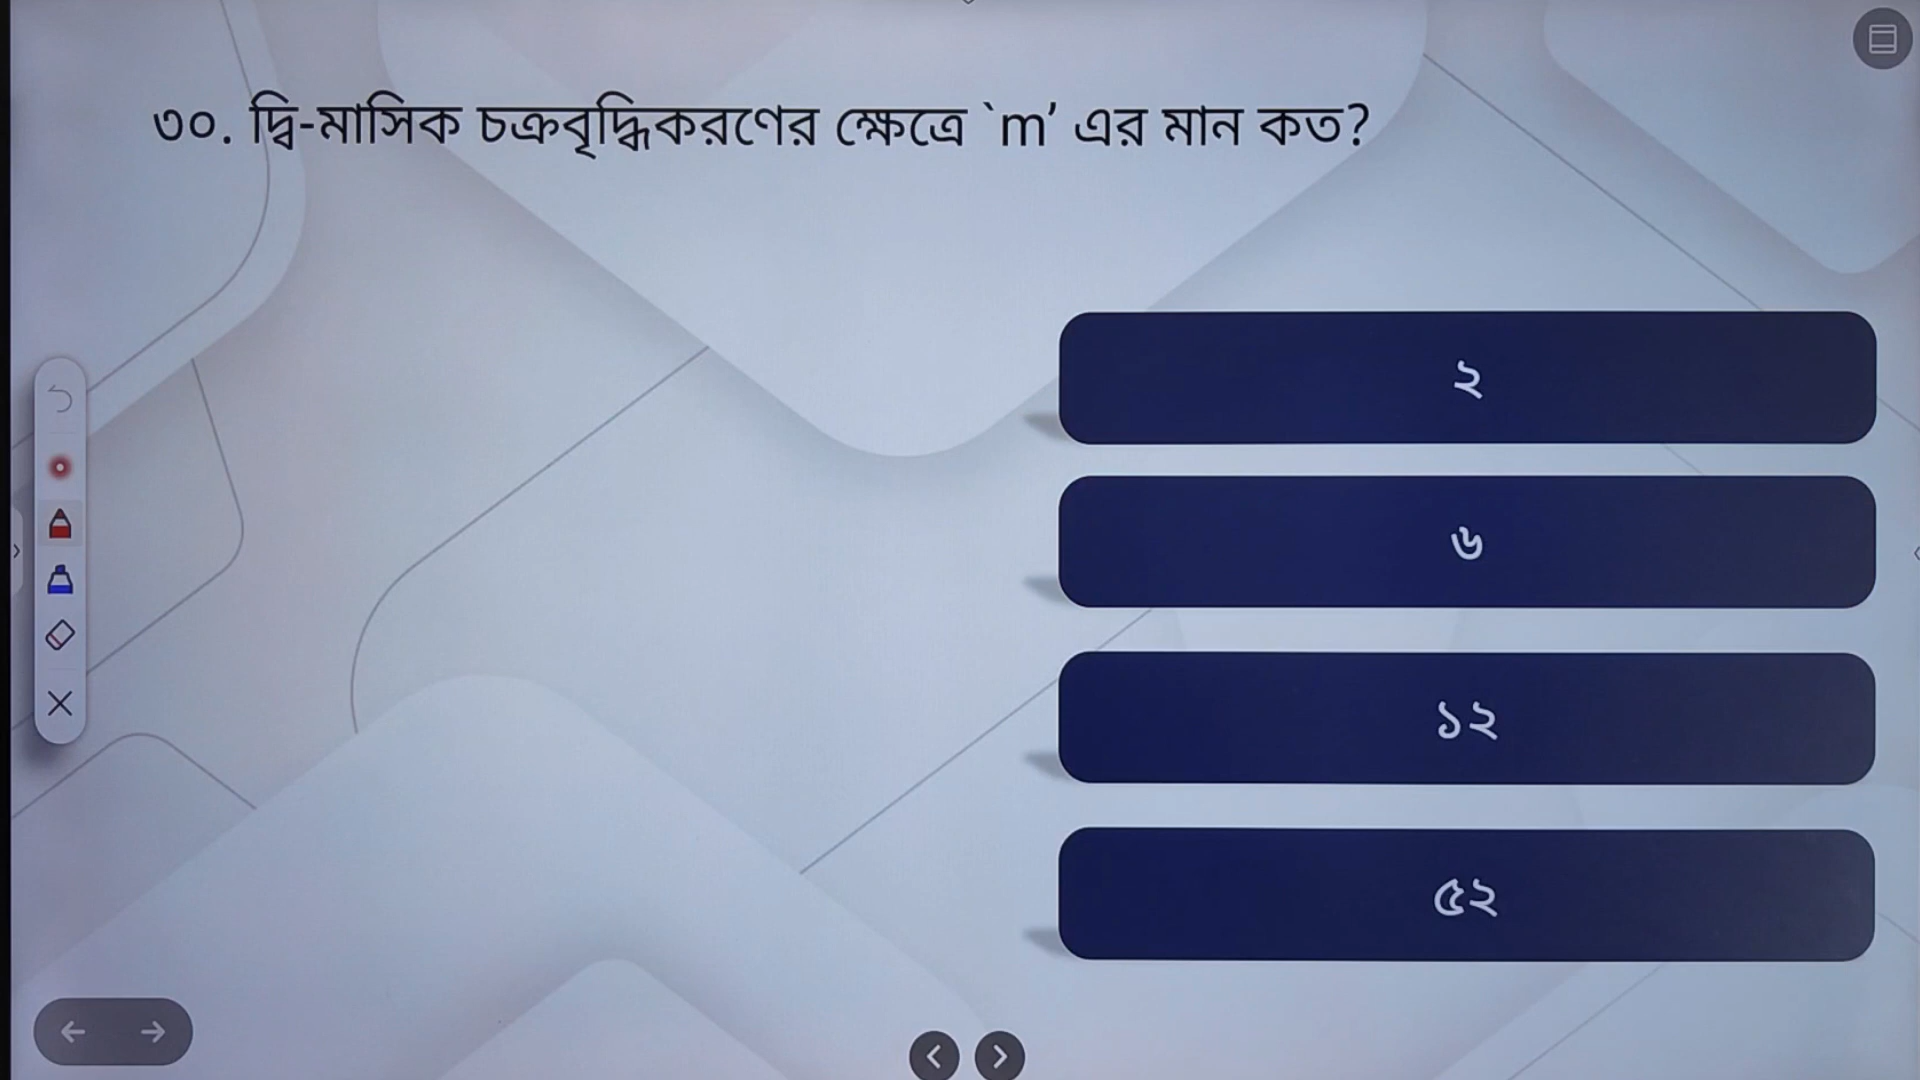 ৩০. দ্বি-মাসিক চক্রবৃদ্ধিকরণের ক্ষেত্রে `m’ এর মান কত?
২
৬
১২
৫২